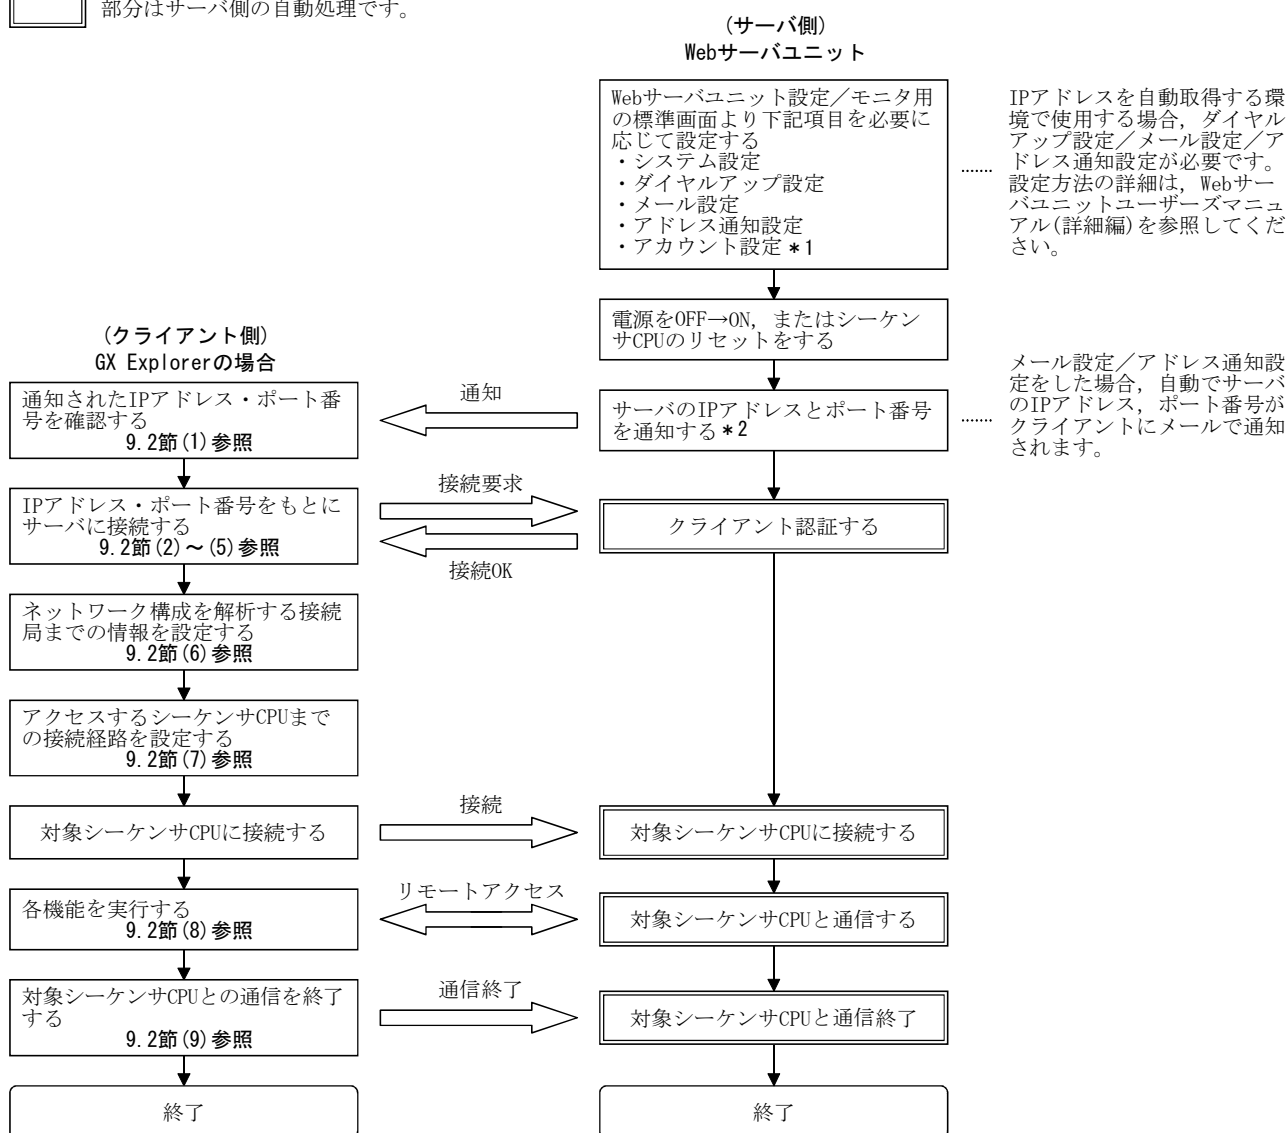 部分はサーバ側の自動処理です。
(サーバ側)
Webサーバユニット
Webサーバユニット設定／モニタ用
の標準画面より下記項目を必要に
応じて設定する
・システム設定
・ダイヤルアップ設定
・メール設定
・アドレス通知設定
・アカウント設定＊1
IPアドレスを自動取得する環
境で使用する場合，ダイヤル
アップ設定／メール設定／ア
ドレス通知設定が必要です。
設定方法の詳細は，Webサー
バユニットユーザーズマニュ
アル(詳細編)を参照してくだ
さい。
電源をOFF→ON，またはシーケン
サCPUのリセットをする
(クライアント側)
GX Explorerの場合
通知されたIPアドレス・ポート番
号を確認する
9.2節(1)参照
通知
サーバのIPアドレスとポート番号
を通知する＊2
メール設定／アドレス通知設
定をした場合，自動でサーバ
のIPアドレス，ポート番号が
クライアントにメールで通知
されます。
IPアドレス・ポート番号をもとに
サーバに接続する
9.2節(2)～(5)参照
接続要求
接続OK
クライアント認証する
ネットワーク構成を解析する接続
局までの情報を設定する
9.2節(6)参照
アクセスするシーケンサCPUまで
の接続経路を設定する
9.2節(7)参照
対象シーケンサCPUに接続する
接続
対象シーケンサCPUに接続する
各機能を実行する
9.2節(8)参照
リモートアクセス
対象シーケンサCPUと通信する
対象シーケンサCPUとの通信を終了
する
9.2節(9)参照
通信終了
対象シーケンサCPUと通信終了
終了
終了